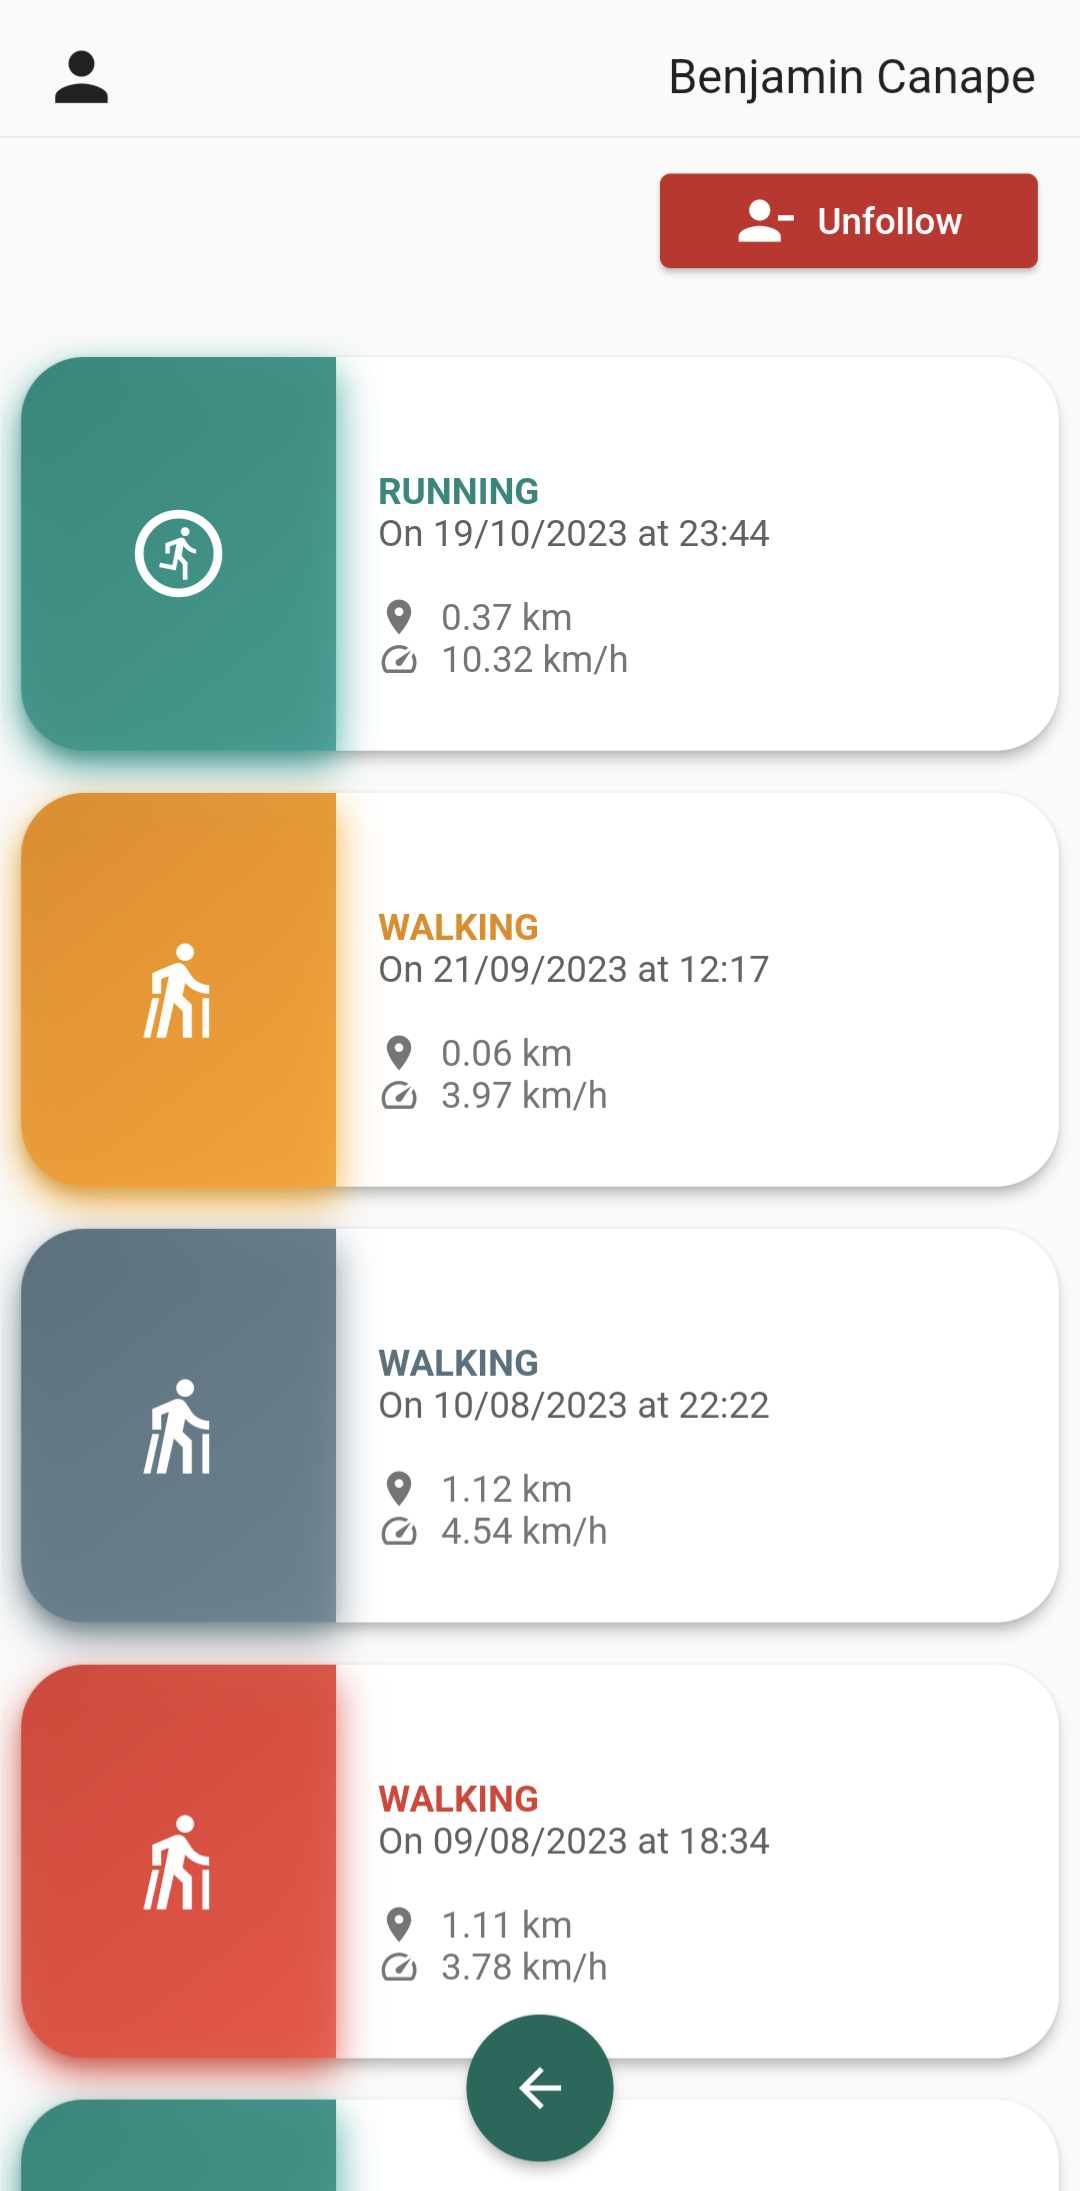 Benjamin Canape
Unfollow
RUNNING
On 19/10/2023 at 23:44
0.37 km
10.32 km/h
WALKING
On 21/09/2023 at 12:17
0.06 km
3.97 km/h
WALKING
On 10/08/2023 at 22:22
1.12 km
4.54 km/h
WALKING
On 09/08/2023 at 18:34
1.11 km
3.78 km/h